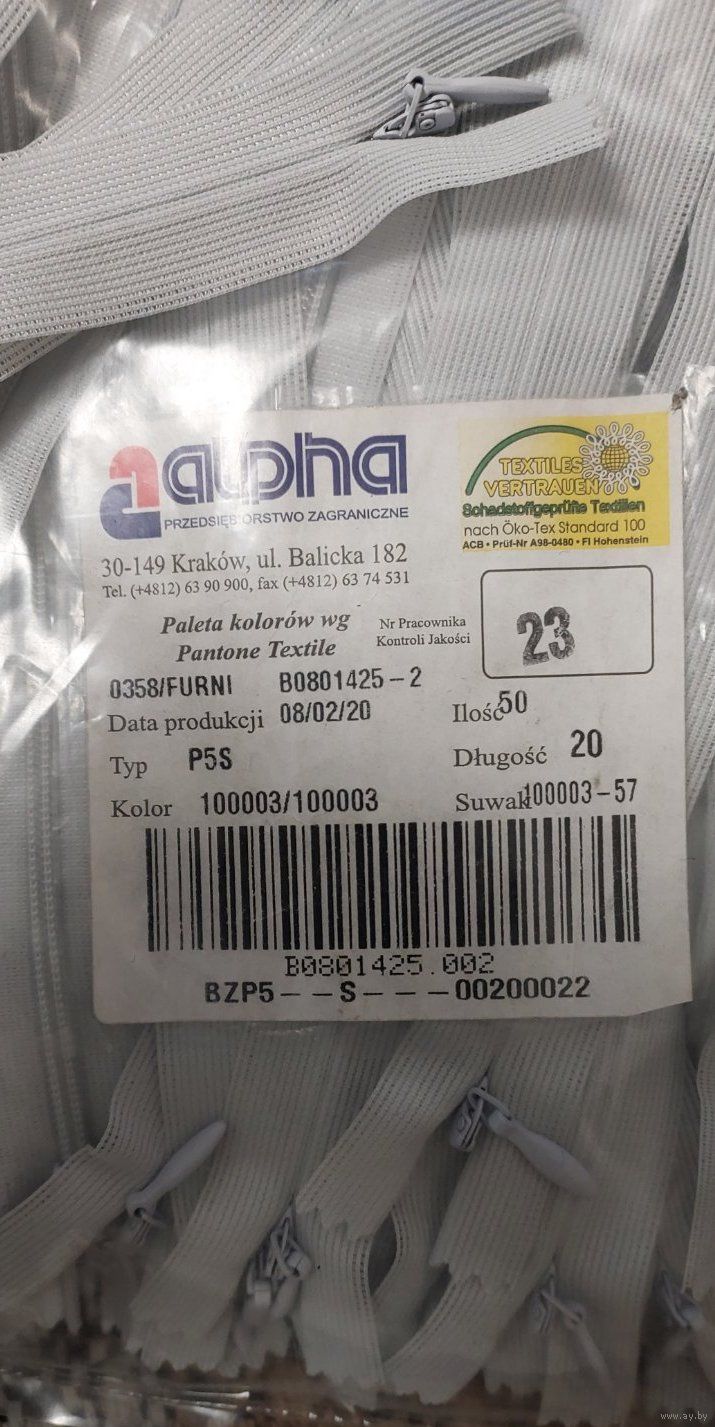 alpha
PRZEDSIĘBIORSTWO ZAGRANICZNE
TEXTILES
VERTRAUEN
Schadstoffgeprüfte Textilien
nach Öko-Tex Standard 100
ACB • Prüf-Nr A98-0480 • FI Hohenstein
30-149 Kraków, ul. Balicka 182
Tel. (+4812) 63 90 900, fax (+4812) 63 74 531
Paleta kolorów wg
Pantone Textile
Nr Pracownika
Kontroli Jakości
23
0358/FURNI B0801425-2
Data produkcji 08/02/20 Ilość 50
Typ P5S Długość 20
Kolor 100003/100003 Suwak 100003-57
B0801425.002
BZP5--S---00200022
www.ay.by